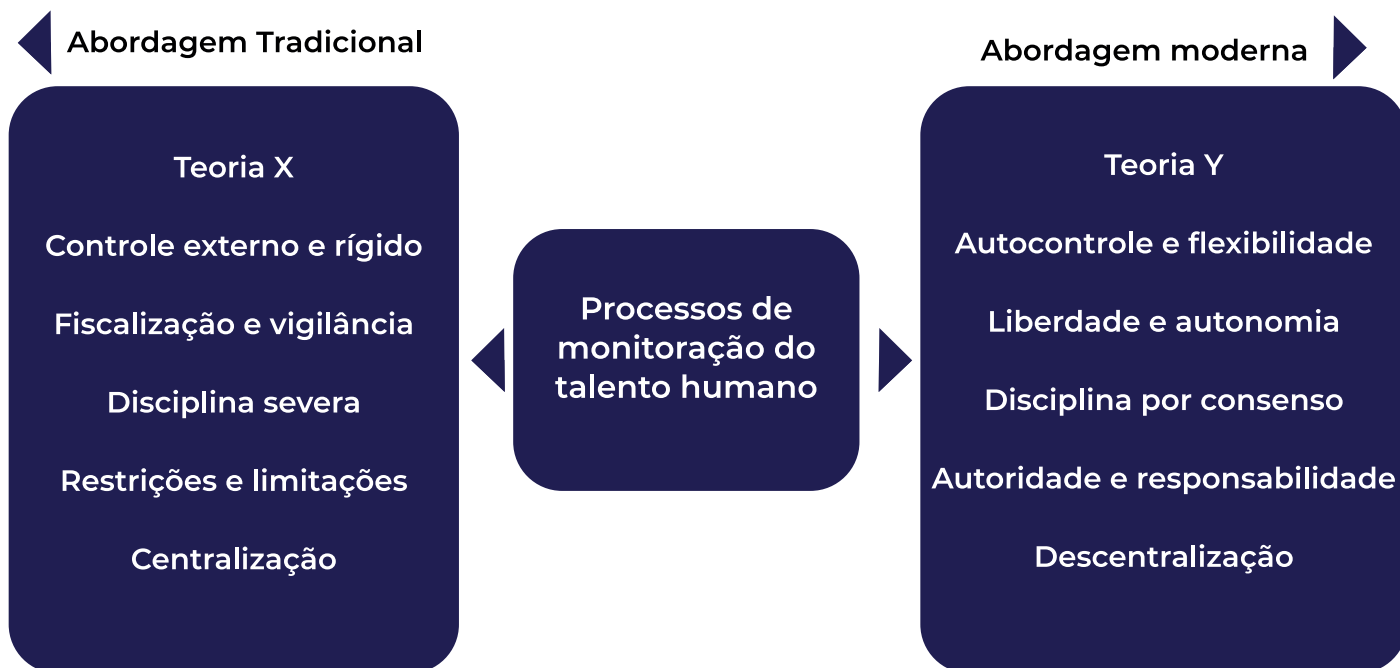 Abordagem Tradicional
Teoria X
Controle externo e rígido
Fiscalização e vigilância
Disciplina severa
Restrições e limitações
Centralização
Processos de
monitoração do
talento humano
Abordagem moderna
Teoria Y
Autocontrole e flexibilidade
Liberdade e autonomia
Disciplina por consenso
Autoridade e responsabilidade
Descentralização